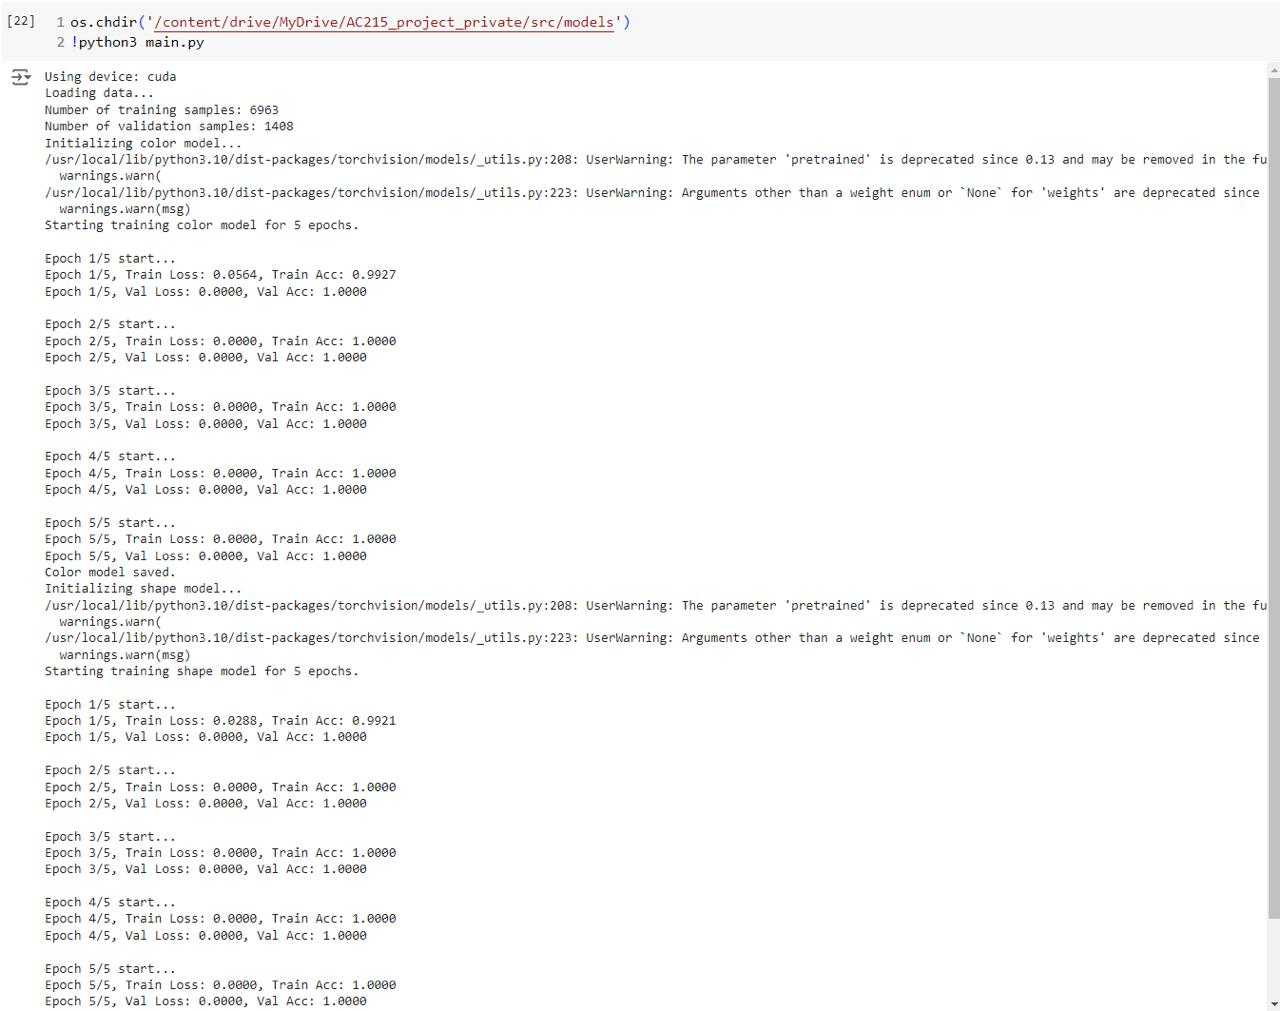 [22] 1 os.chdir('/content/drive/MyDrive/AC215_project_private/src/models')
2 !python3 main.py
Using device: cuda
Loading data...
Number of training samples: 6963
Number of validation samples: 1408
Initializing color model...
/usr/local/lib/python3.10/dist-packages/torchvision/models/_utils.py:208: UserWarning: The parameter 'pretrained' is deprecated since 0.13 and may be removed in the fu
warnings.warn(
/usr/local/lib/python3.10/dist-packages/torchvision/models/_utils.py:223: UserWarning: Arguments other than a weight enum or `None` for 'weights' are deprecated since
warnings.warn(msg)
Starting training color model for 5 epochs.
Epoch 1/5 start...
Epoch 1/5, Train Loss: 0.0564, Train Acc: 0.9927
Epoch 1/5, Val Loss: 0.0000, Val Acc: 1.0000
Epoch 2/5 start...
Epoch 2/5, Train Loss: 0.0000, Train Acc: 1.0000
Epoch 2/5, Val Loss: 0.0000, Val Acc: 1.0000
Epoch 3/5 start...
Epoch 3/5, Train Loss: 0.0000, Train Acc: 1.0000
Epoch 3/5, Val Loss: 0.0000, Val Acc: 1.0000
Epoch 4/5 start...
Epoch 4/5, Train Loss: 0.0000, Train Acc: 1.0000
Epoch 4/5, Val Loss: 0.0000, Val Acc: 1.0000
Epoch 5/5 start...
Epoch 5/5, Train Loss: 0.0000, Train Acc: 1.0000
Epoch 5/5, Val Loss: 0.0000, Val Acc: 1.0000
Color model saved.
Initializing shape model...
/usr/local/lib/python3.10/dist-packages/torchvision/models/_utils.py:208: UserWarning: The parameter 'pretrained' is deprecated since 0.13 and may be removed in the fu
warnings.warn(
/usr/local/lib/python3.10/dist-packages/torchvision/models/_utils.py:223: UserWarning: Arguments other than a weight enum or `None` for 'weights' are deprecated since
warnings.warn(msg)
Starting training shape model for 5 epochs.
Epoch 1/5 start...
Epoch 1/5, Train Loss: 0.0288, Train Acc: 0.9921
Epoch 1/5, Val Loss: 0.0000, Val Acc: 1.0000
Epoch 2/5 start...
Epoch 2/5, Train Loss: 0.0000, Train Acc: 1.0000
Epoch 2/5, Val Loss: 0.0000, Val Acc: 1.0000
Epoch 3/5 start...
Epoch 3/5, Train Loss: 0.0000, Train Acc: 1.0000
Epoch 3/5, Val Loss: 0.0000, Val Acc: 1.0000
Epoch 4/5 start...
Epoch 4/5, Train Loss: 0.0000, Train Acc: 1.0000
Epoch 4/5, Val Loss: 0.0000, Val Acc: 1.0000
Epoch 5/5 start...
Epoch 5/5, Train Loss: 0.0000, Train Acc: 1.0000
Epoch 5/5, Val Loss: 0.0000, Val Acc: 1.0000